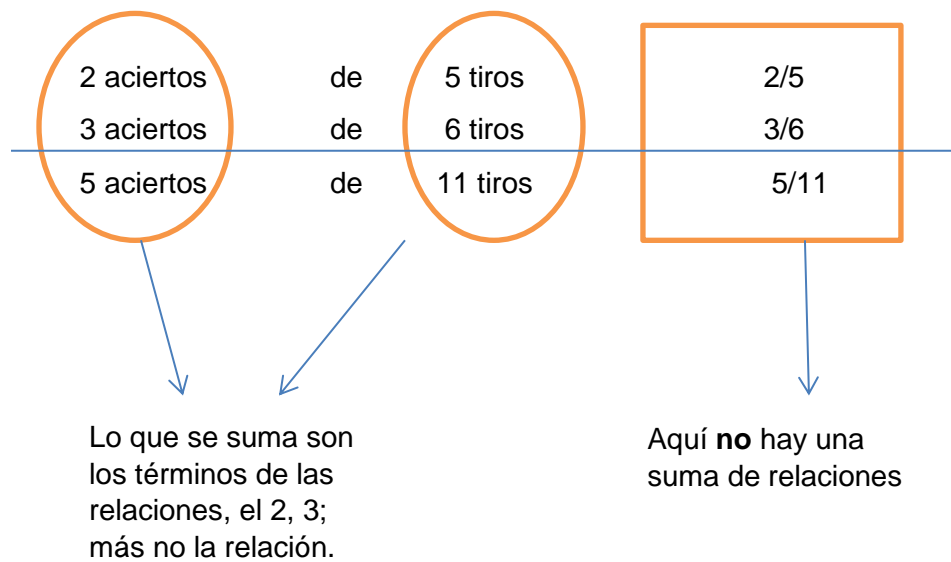 2 aciertos de 5 tiros 2/5
3 aciertos de 6 tiros 3/6
5 aciertos de 11 tiros 5/11
Lo que se suma son
los términos de las
relaciones, el 2, 3;
más no la relación.
Aquí no hay una
suma de relaciones